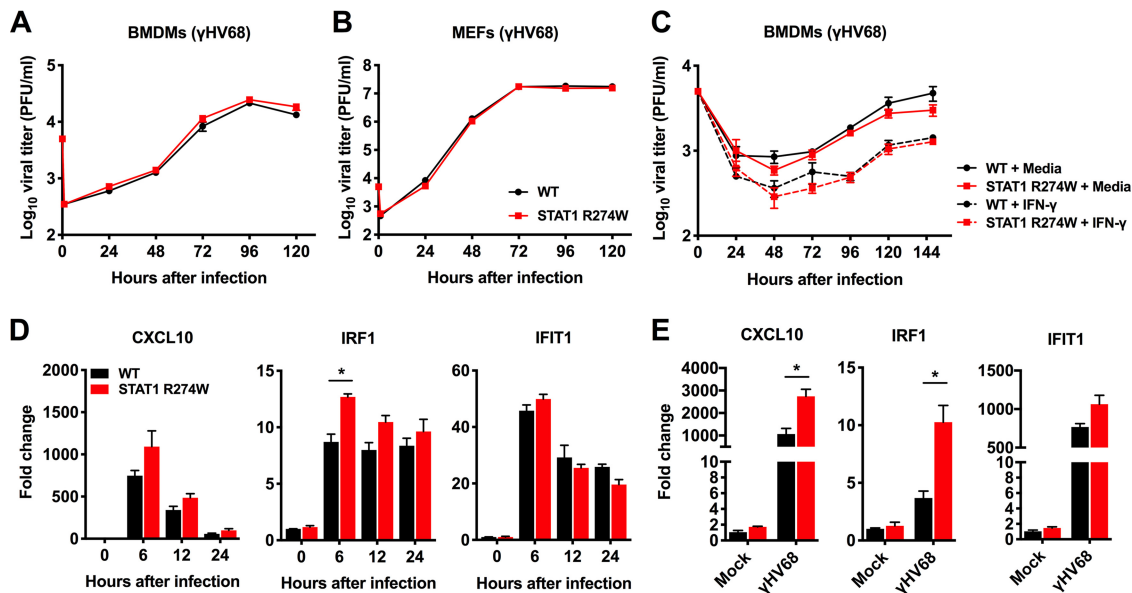 A
BMDMs (γHV68)
Log10 viral titer (PFU/ml)
5
4
3
2
0 24 48 72 96 120
Hours after infection
B
MEFs (γHV68)
Log10 viral titer (PFU/ml)
8
7
6
5
4
3
2
WT
STAT1 R274W
0 24 48 72 96 120
Hours after infection
C
BMDMs (γHV68)
Log10 viral titer (PFU/ml)
4
3
2
0 24 48 72 96 120 144
Hours after infection
WT + Media
STAT1 R274W + Media
WT + IFN-γ
STAT1 R274W + IFN-γ
D
CXCL10
Fold change
2000
1500
1000
500
0
WT
STAT1 R274W
0 6 12 24
Hours after infection
IRF1
15
10
5
0
*
0 6 12 24
Hours after infection
IFIT1
60
40
20
0
0 6 12 24
Hours after infection
E
CXCL10
Fold change
4000
3000
2000
1000
10
8
6
4
2
0
*
Mock
γHV68
IRF1
15
10
5
0
*
Mock
γHV68
IFIT1
1500
1000
500
10
8
6
4
2
0
Mock
γHV68